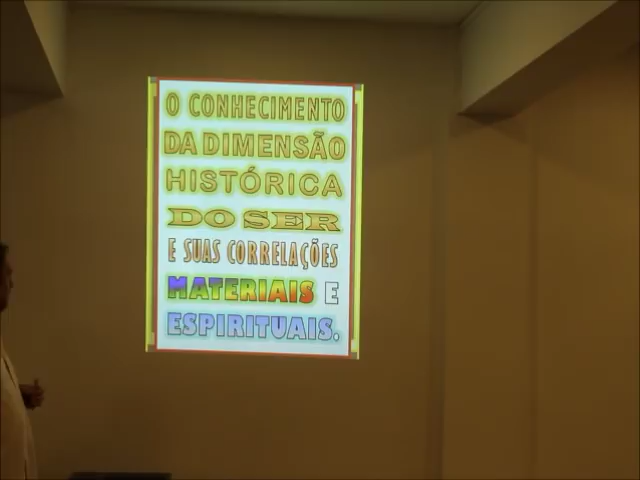 O CONHECIMENTO
DA DIMENSÃO
HISTÓRICA
DO SER
E SUAS CORRELAÇÕES
MATERIAIS E
ESPIRITUAIS.